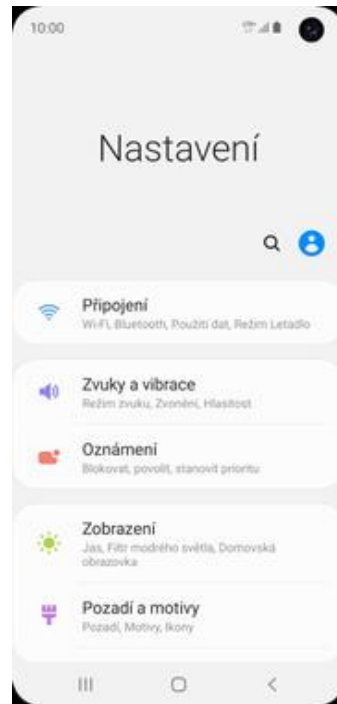 10:00
Nastavení
Připojení
Wi-Fi, Bluetooth, Použití dat, Režim Letadlo
Zvuky a vibrace
Režim zvuku, Zvonění, Hlasitost
Oznámení
Blokovat, povolit, stanovit prioritu
Zobrazení
Jas, Filtr modrého světla, Domovská
obrazovka
Pozadí a motivy
Pozadí, Motivy, Ikony